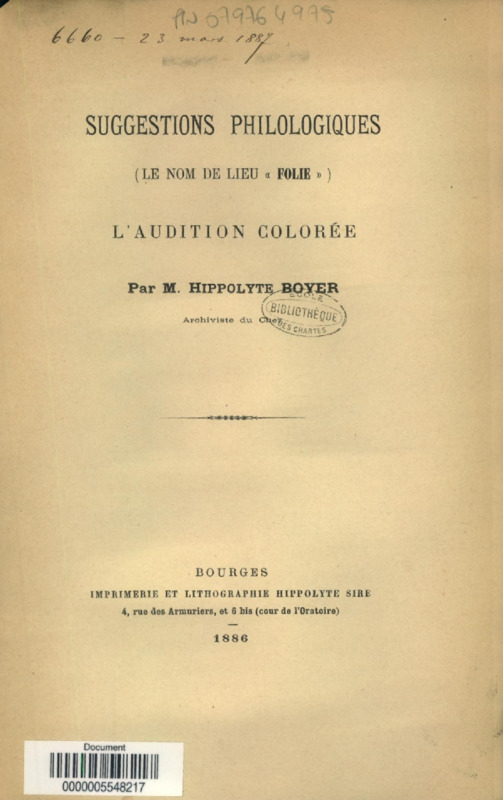 PN 079764975
6660 - 23 mars 1887
SUGGESTIONS PHILOLOGIQUES
(LE NOM DE LIEU « FOLIE »)
L'AUDITION COLORÉE
Par M. HIPPOLYTE BOYER
Archiviste du Cher
ÉCOLE
BIBLIOTHÈQUE
DES CHARTES
BOURGES
IMPRIMERIE ET LITHOGRAPHIE HIPPOLYTE SIRE
4, rue des Armuriers, et 6 bis (cour de l'Oratoire)
1886
Document
0000005548217